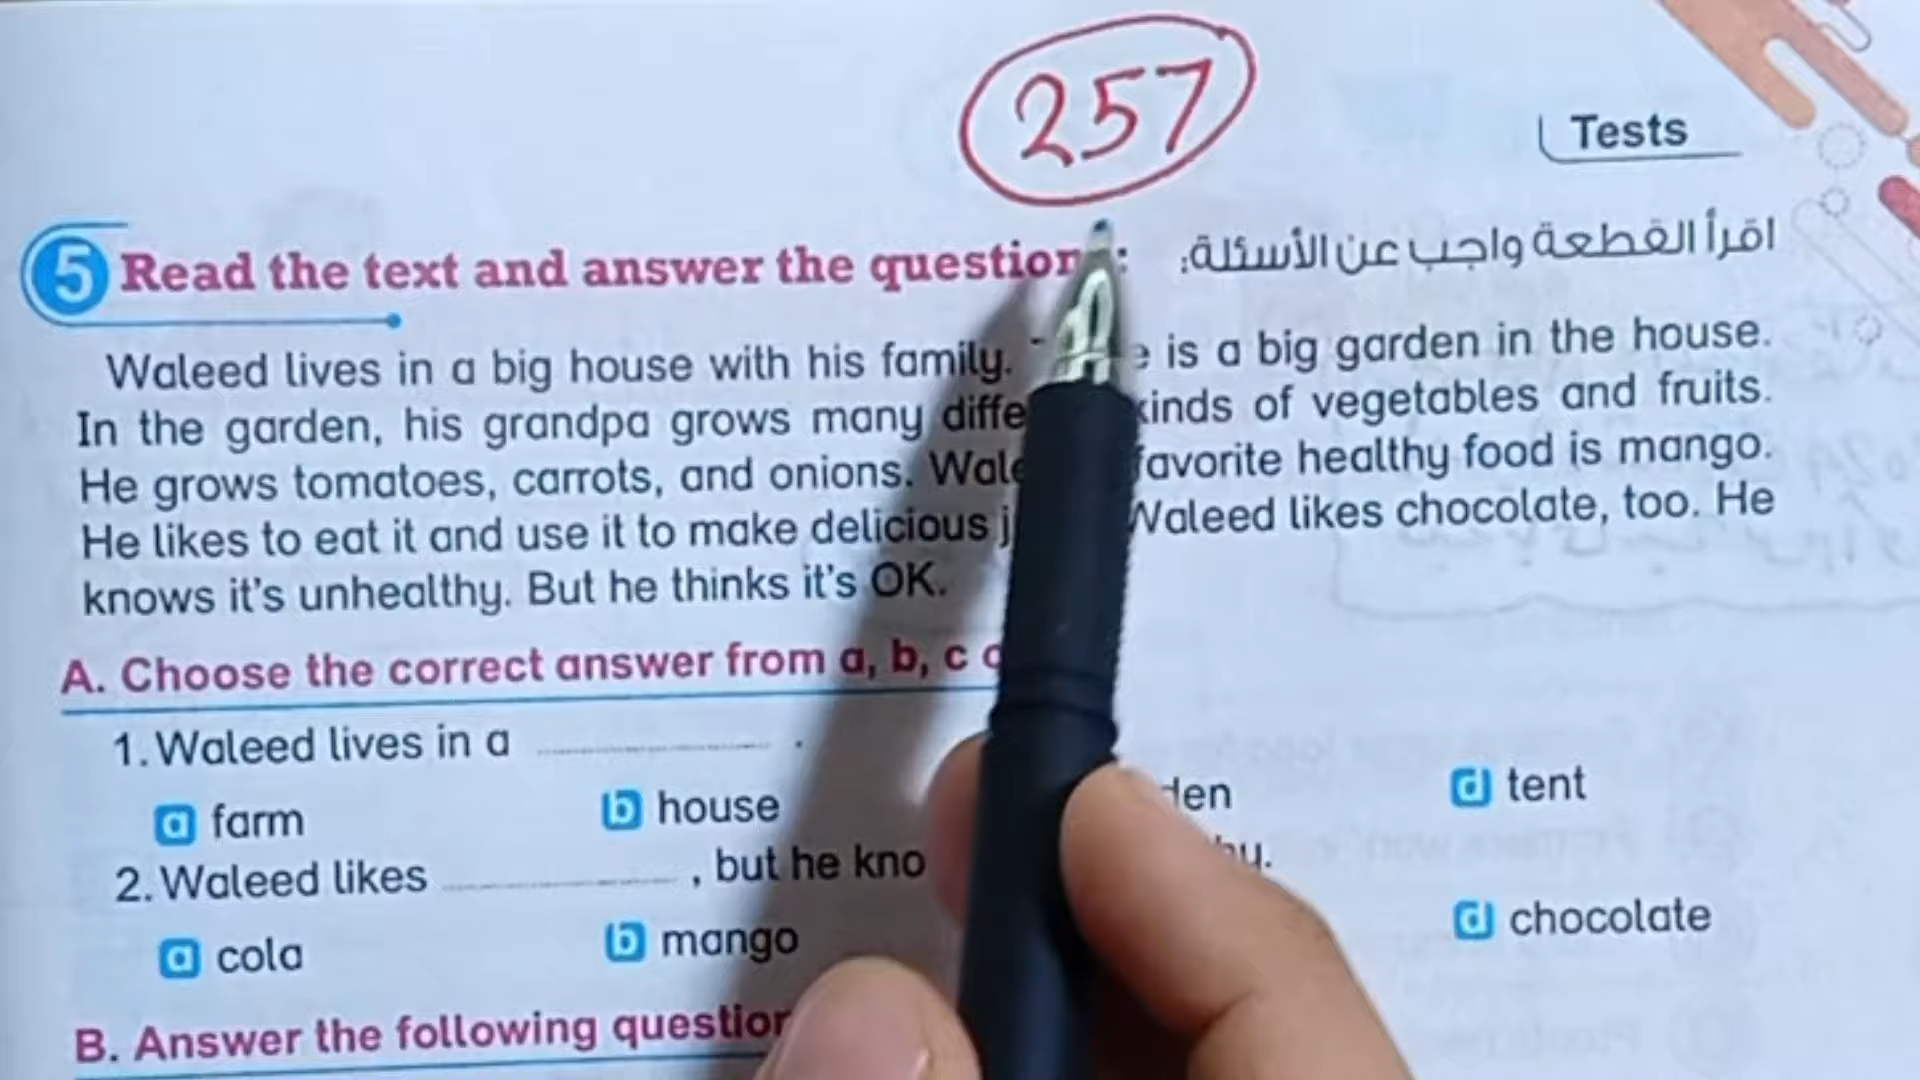 257
Tests
5 Read the text and answer the question : اقرأ القطعة واجب عن الأسئلة:
Waleed lives in a big house with his family. is a big garden in the house.
In the garden, his grandpa grows many kinds of vegetables and fruits.
He grows tomatoes, carrots, and onions. favorite healthy food is mango.
He likes to eat it and use it to make delicious Waleed likes chocolate, too. He
knows it's unhealthy. But he thinks it's OK.
A. Choose the correct answer from a, b, c
1. Waleed lives in a .
a farm b house d tent
2. Waleed likes , but he
a cola b mango d chocolate
B. Answer the following